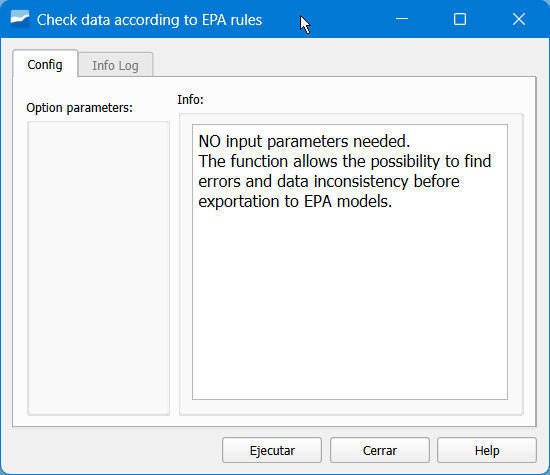 Check data according to EPA rules
Config
Info Log
Option parameters:
Info:
NO input parameters needed.
The function allows the possibility to find
errors and data inconsistency before
exportation to EPA models.
Ejecutar
Cerrar
Help